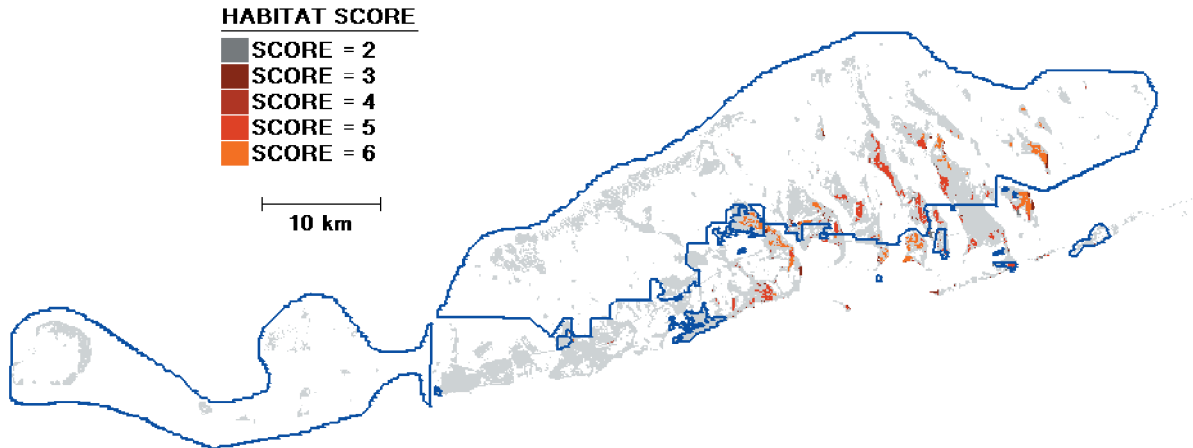 HABITAT SCORE
SCORE = 2
SCORE = 3
SCORE = 4
SCORE = 5
SCORE = 6
10 km